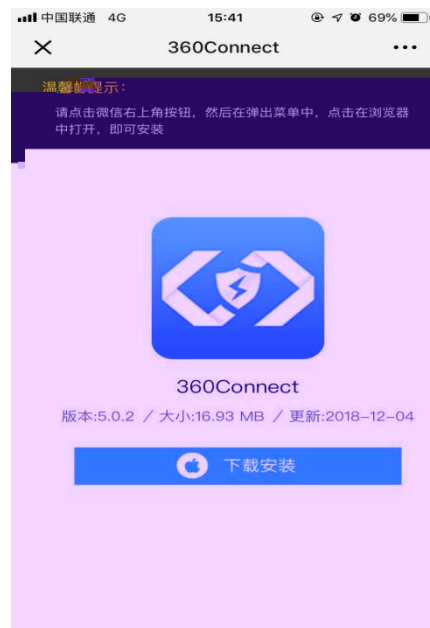 中国联通 4G 15:41 69%
360Connect
温馨提示：
请点击微信右上角按钮，然后在弹出菜单中，点击在浏览器
中打开，即可安装
360Connect
版本:5.0.2 / 大小:16.93 MB / 更新:2018-12-04
下载安装